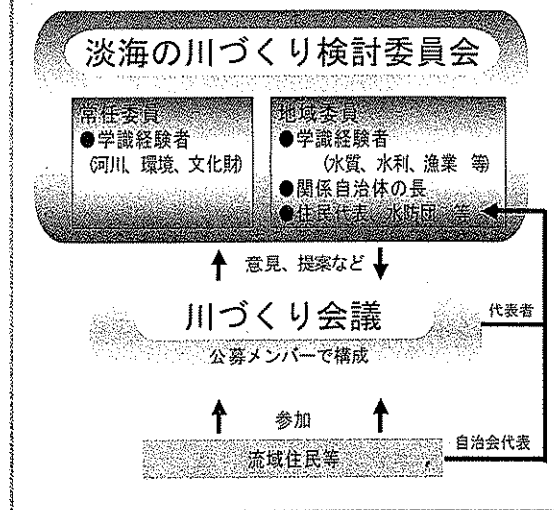 淡海の川づくり検討委員会
常任委員
●学識経験者
(河川、環境、文化財)
地域委員
●学識経験者
(水質、水利、漁業 等)
●関係自治体の長
●住民代表 水防団 等
意見、提案など
川づくり会議
代表者
公募メンバーで構成
参加
自治会代表
流域住民等